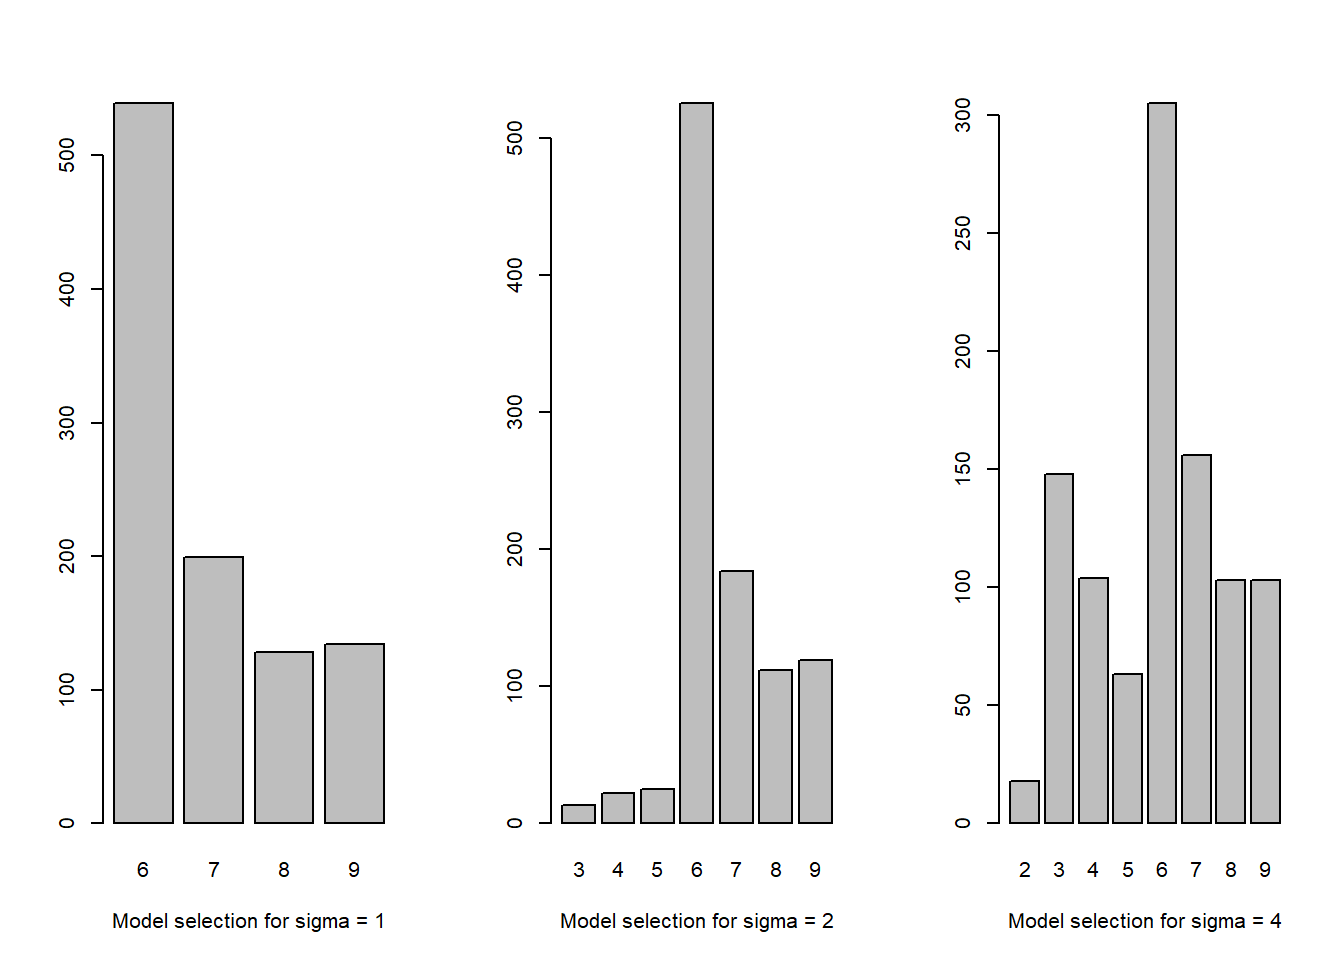 0 100 200 300 400 500
6 7 8 9
Model selection for sigma = 1
0 100 200 300 400 500
3 4 5 6 7 8 9
Model selection for sigma = 2
0 50 100 150 200 250 300
2 3 4 5 6 7 8 9
Model selection for sigma = 4